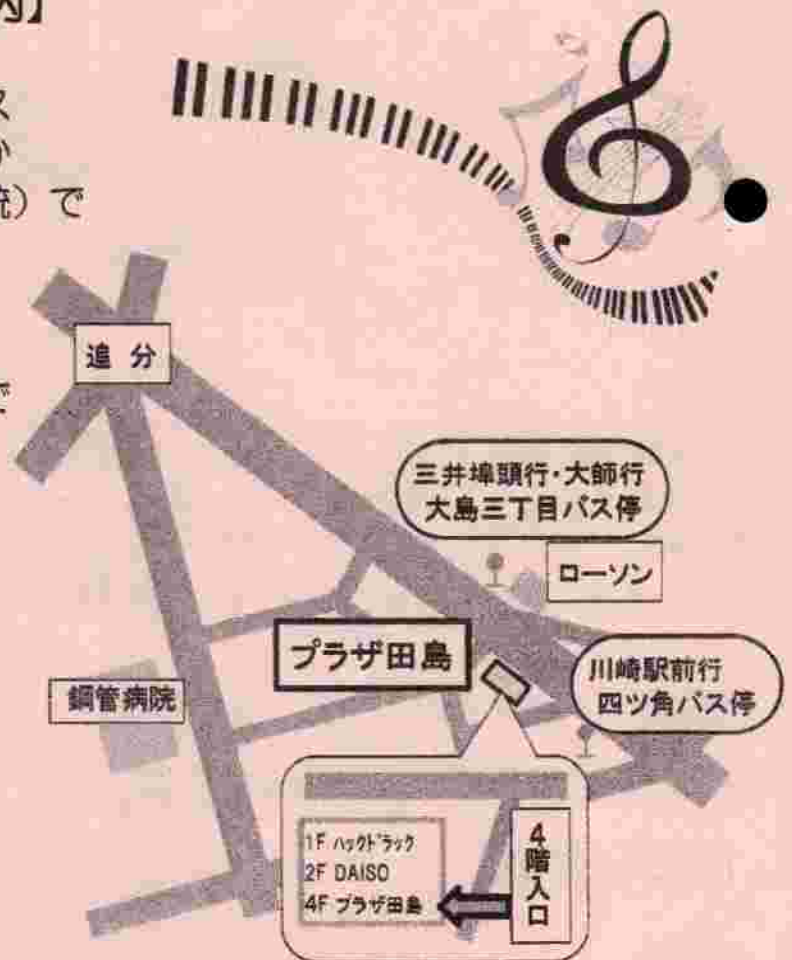 内】
ス
か
統）で
で
追 分
三井埠頭行・大師行
大島三丁目バス停
ローソン
プラザ田島
川崎駅前行
四ツ角バス停
鋼管病院
1F ハックドラック
2F DAISO
4F プラザ田島
4階入口